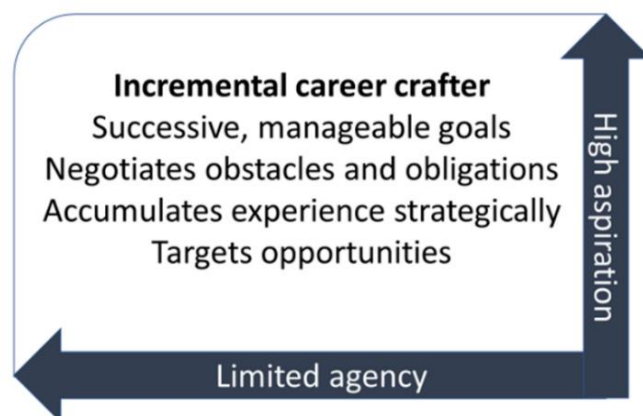 Incremental career crafter
Successive, manageable goals
Negotiates obstacles and obligations
Accumulates experience strategically
Targets opportunities
High aspiration
Limited agency